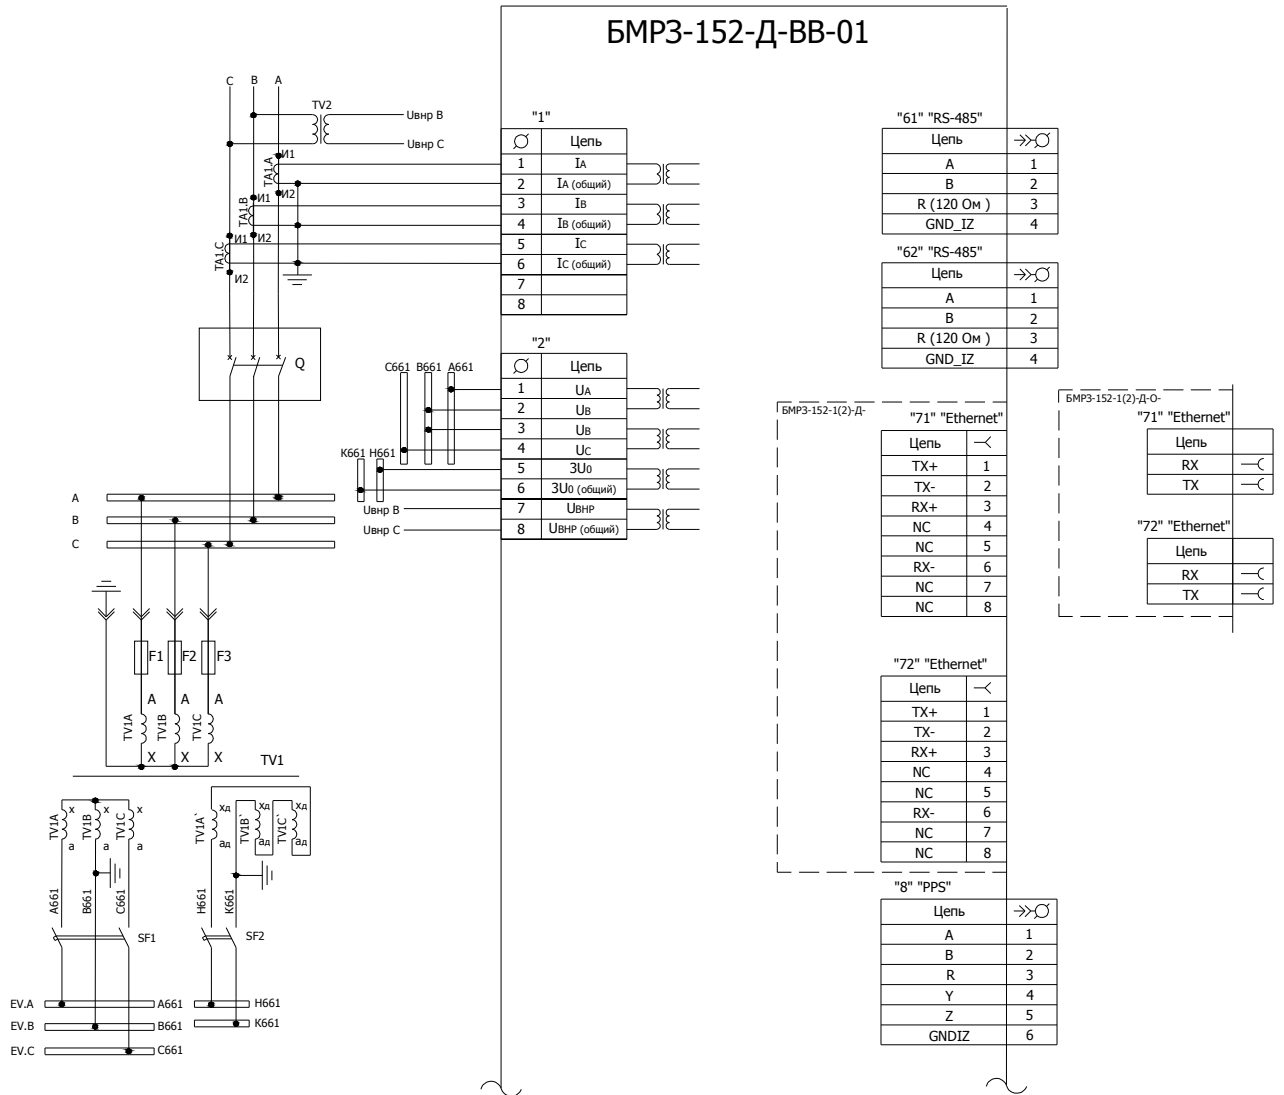 БМРЗ-152-Д-ВВ-01
C B A
TV2
Uвнр В
Uвнр С
И1
TA1.A
И2
И1
TA1.B
И2
И1
TA1.C
И2
Q
"1"
Цепь
1 IA
2 IA (общий)
3 IB
4 IB (общий)
5 IC
6 IC (общий)
7
8
"2"
Цепь
1 UA
2 UB
3 UB
4 UC
5 3U0
6 3U0 (общий)
7 UВНР
8 UВНР (общий)
C661 B661 A661
К661 Н661
Uвнр В
Uвнр С
A
B
C
F1 F2 F3
A A A
TV1A TV1B TV1C
X X X
TV1
x x x
TV1A TV1B TV1C
a a a
xд xд xд
TV1A` TV1B` TV1C`
aд aд aд
A661 B661 C661
Н661 К661
SF1
SF2
EV.A A661
EV.B B661
EV.C C661
Н661
К661
"61" "RS-485"
Цепь
A 1
B 2
R (120 Ом ) 3
GND_IZ 4
"62" "RS-485"
Цепь
A 1
B 2
R (120 Ом ) 3
GND_IZ 4
БМРЗ-152-1(2)-Д-
"71" "Ethernet"
Цепь
TX+ 1
TX- 2
RX+ 3
NC 4
NC 5
RX- 6
NC 7
NC 8
"72" "Ethernet"
Цепь
TX+ 1
TX- 2
RX+ 3
NC 4
NC 5
RX- 6
NC 7
NC 8
"8" "PPS"
Цепь
A 1
B 2
R 3
Y 4
Z 5
GNDIZ 6
БМРЗ-152-1(2)-Д-О-
"71" "Ethernet"
Цепь
RX
TX
"72" "Ethernet"
Цепь
RX
TX